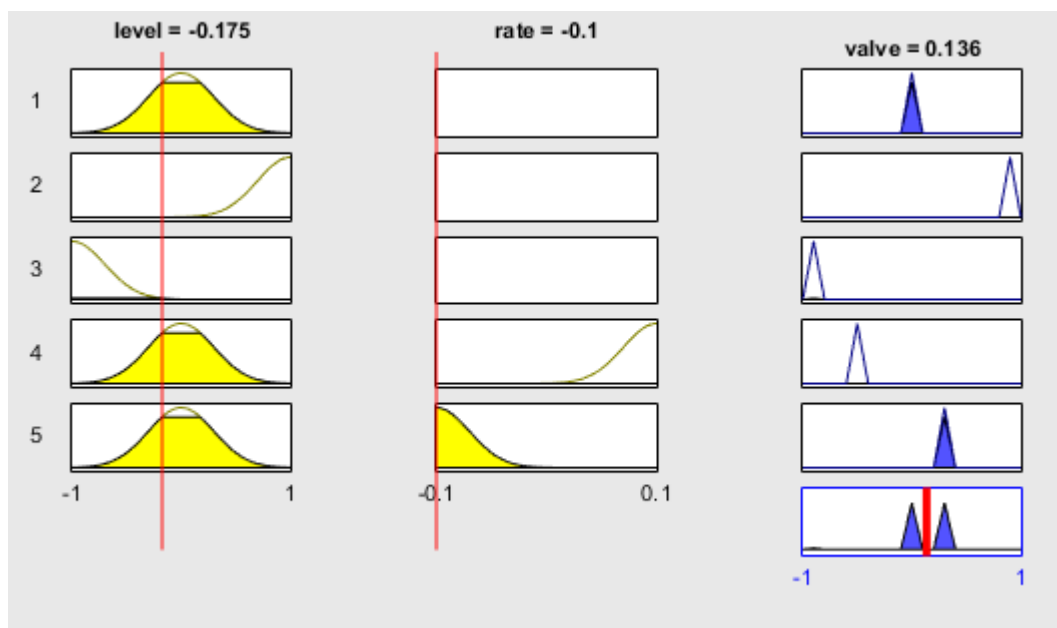 level = -0.175
rate = -0.1
valve = 0.136
1
2
3
4
5
-1 1
-0.1 0.1
-1 1